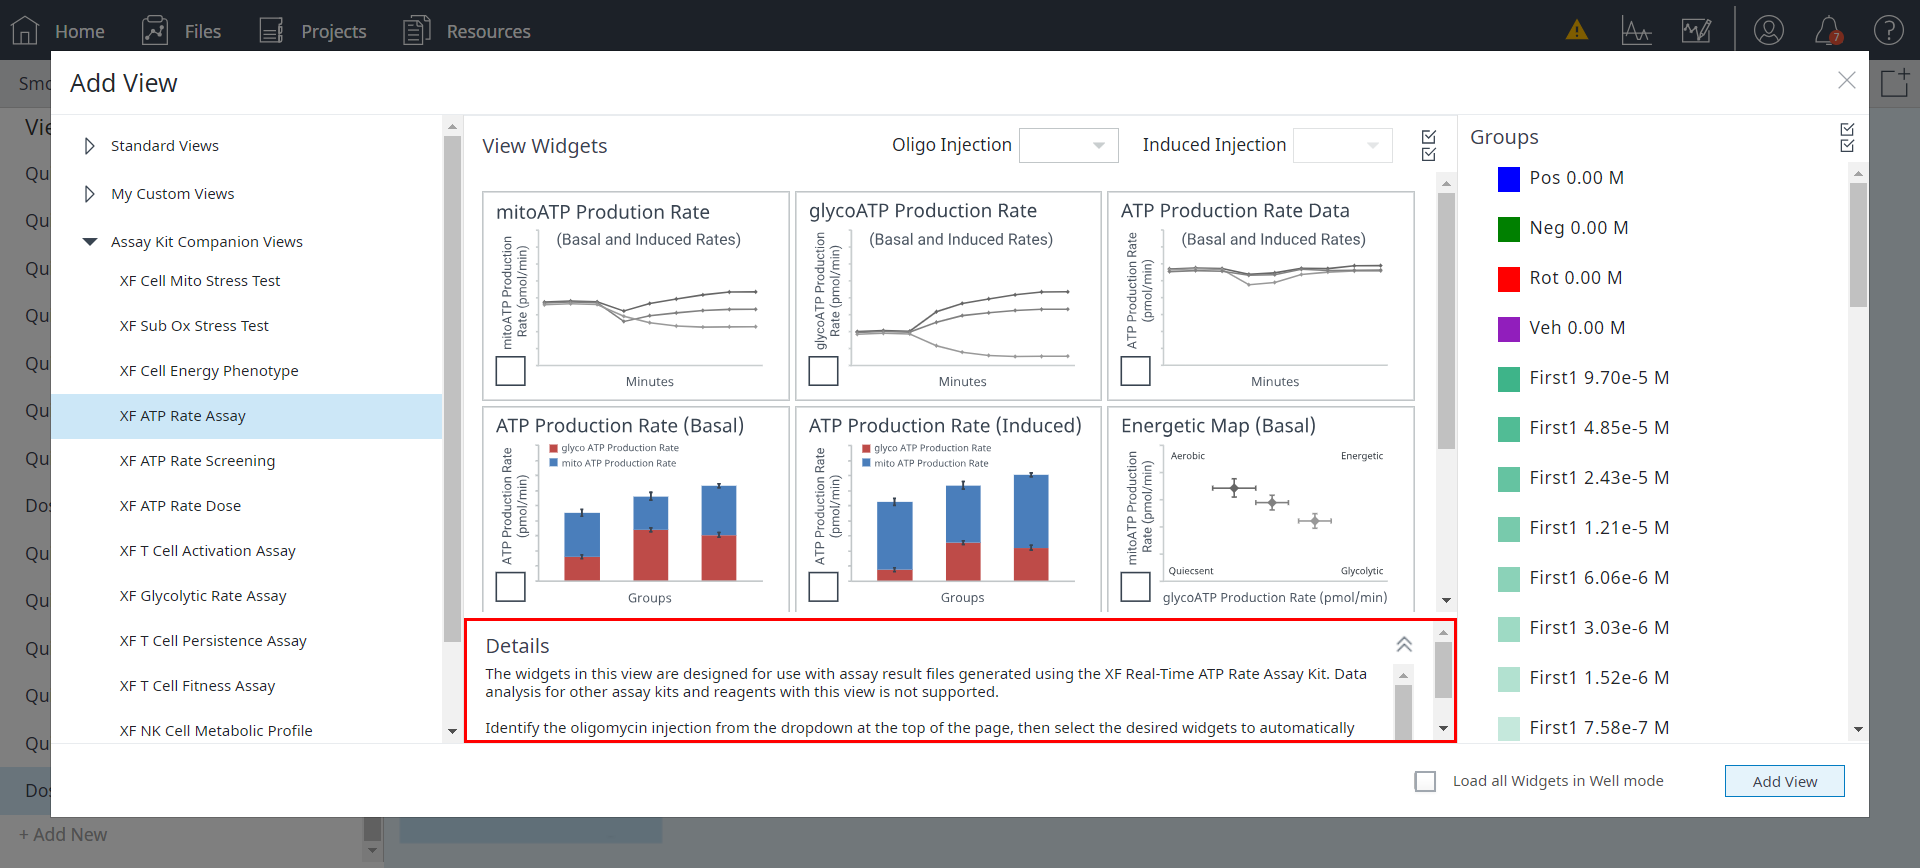 Home
Files
Projects
Resources
7
Smo
Vie
Qu
Qu
Qu
Qu
Qu
Qu
Qu
Dos
Qu
Qu
Qu
Qu
Qu
Dos
+ Add New
Add View
Standard Views
My Custom Views
Assay Kit Companion Views
XF Cell Mito Stress Test
XF Sub Ox Stress Test
XF Cell Energy Phenotype
XF ATP Rate Assay
XF ATP Rate Screening
XF ATP Rate Dose
XF T Cell Activation Assay
XF Glycolytic Rate Assay
XF T Cell Persistence Assay
XF T Cell Fitness Assay
XF NK Cell Metabolic Profile
View Widgets
Oligo Injection
Induced Injection
mitoATP Prodution Rate
(Basal and Induced Rates)
mitoATP Production
Rate (pmol/min)
Minutes
glycoATP Production Rate
(Basal and Induced Rates)
glycoATP Production
Rate (pmol/min)
Minutes
ATP Production Rate Data
(Basal and Induced Rates)
ATP Production Rate
(pmol/min)
Minutes
ATP Production Rate (Basal)
glyco ATP Production Rate
mito ATP Production Rate
ATP Production Rate
(pmol/min)
Groups
ATP Production Rate (Induced)
glyco ATP Production Rate
mito ATP Production Rate
ATP Production Rate
(pmol/min)
Groups
Energetic Map (Basal)
Aerobic
Energetic
mitoATP Production
Rate (pmol/min)
Quiecsent
Glycolytic
glycoATP Production Rate (pmol/min)
Details
The widgets in this view are designed for use with assay result files generated using the XF Real-Time ATP Rate Assay Kit. Data
analysis for other assay kits and reagents with this view is not supported.
Identify the oligomycin injection from the dropdown at the top of the page, then select the desired widgets to automatically
Groups
Pos 0.00 M
Neg 0.00 M
Rot 0.00 M
Veh 0.00 M
First1 9.70e-5 M
First1 4.85e-5 M
First1 2.43e-5 M
First1 1.21e-5 M
First1 6.06e-6 M
First1 3.03e-6 M
First1 1.52e-6 M
First1 7.58e-7 M
Load all Widgets in Well mode
Add View